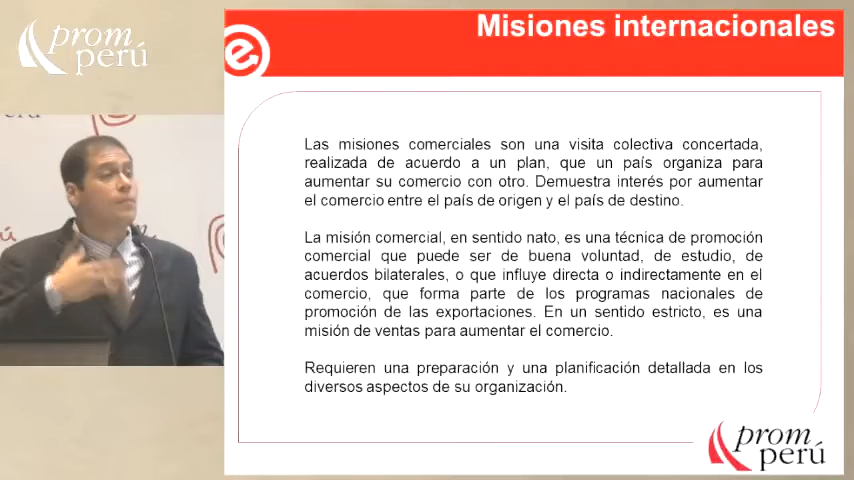 prom
perú
Misiones internacionales
Las misiones comerciales son una visita colectiva concertada,
realizada de acuerdo a un plan, que un país organiza para
aumentar su comercio con otro. Demuestra interés por aumentar
el comercio entre el país de origen y el país de destino.
La misión comercial, en sentido nato, es una técnica de promoción
comercial que puede ser de buena voluntad, de estudio, de
acuerdos bilaterales, o que influye directa o indirectamente en el
comercio, que forma parte de los programas nacionales de
promoción de las exportaciones. En un sentido estricto, es una
misión de ventas para aumentar el comercio.
Requieren una preparación y una planificación detallada en los
diversos aspectos de su organización.
prom
perú